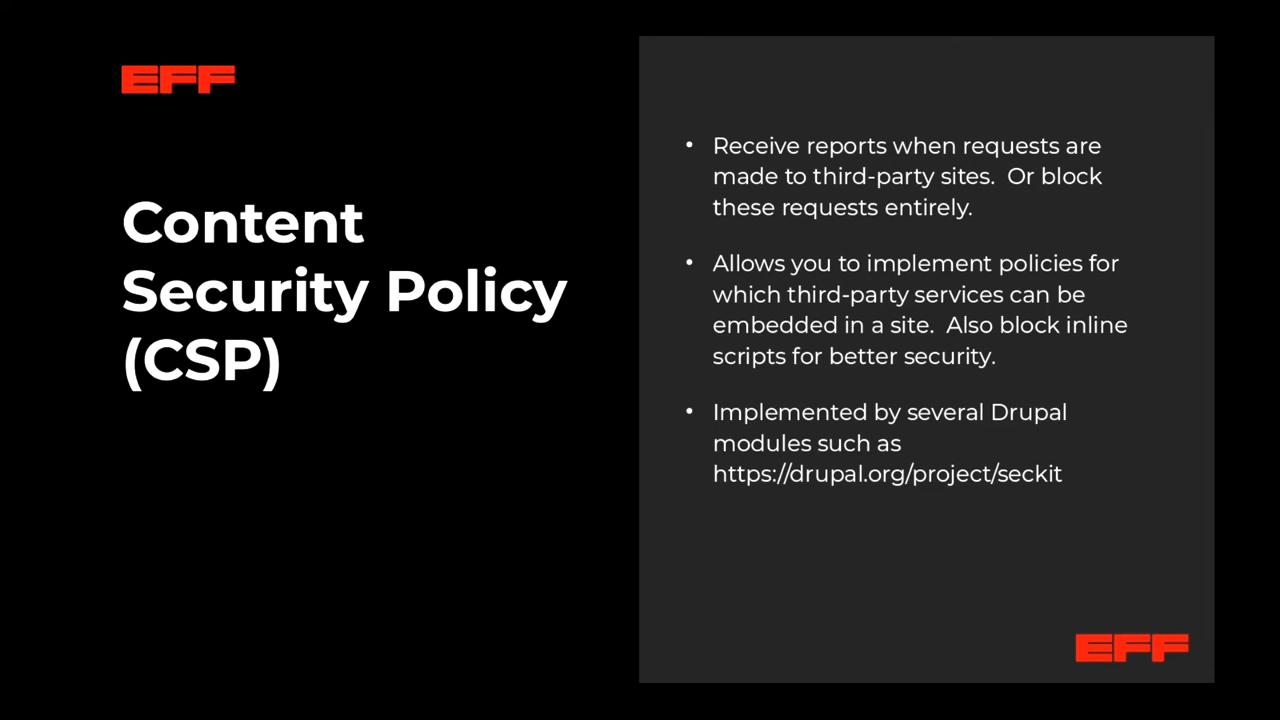 EFF
Content
Security Policy
(CSP)
• Receive reports when requests are
made to third-party sites.  Or block
these requests entirely.
• Allows you to implement policies for
which third-party services can be
embedded in a site.  Also block inline
scripts for better security.
• Implemented by several Drupal
modules such as
https://drupal.org/project/seckit
EFF